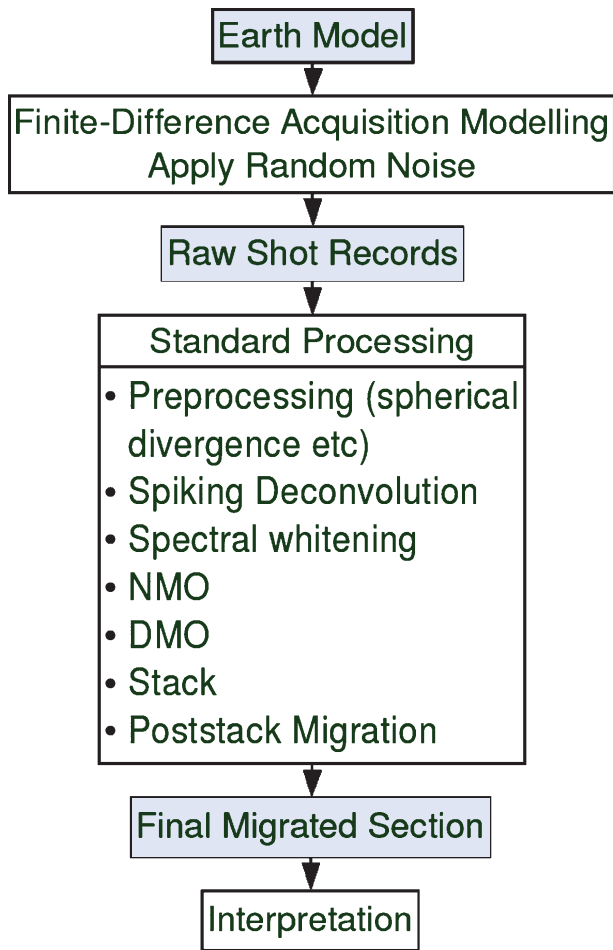 Earth Model
Finite-Difference Acquisition Modelling
Apply Random Noise
Raw Shot Records
Standard Processing
• Preprocessing (spherical
divergence etc)
• Spiking Deconvolution
• Spectral whitening
• NMO
• DMO
• Stack
• Poststack Migration
Final Migrated Section
Interpretation